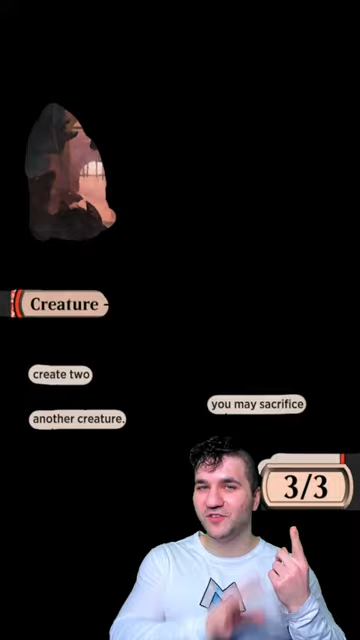 Creature -
create two
you may sacrifice
another creature.
3/3